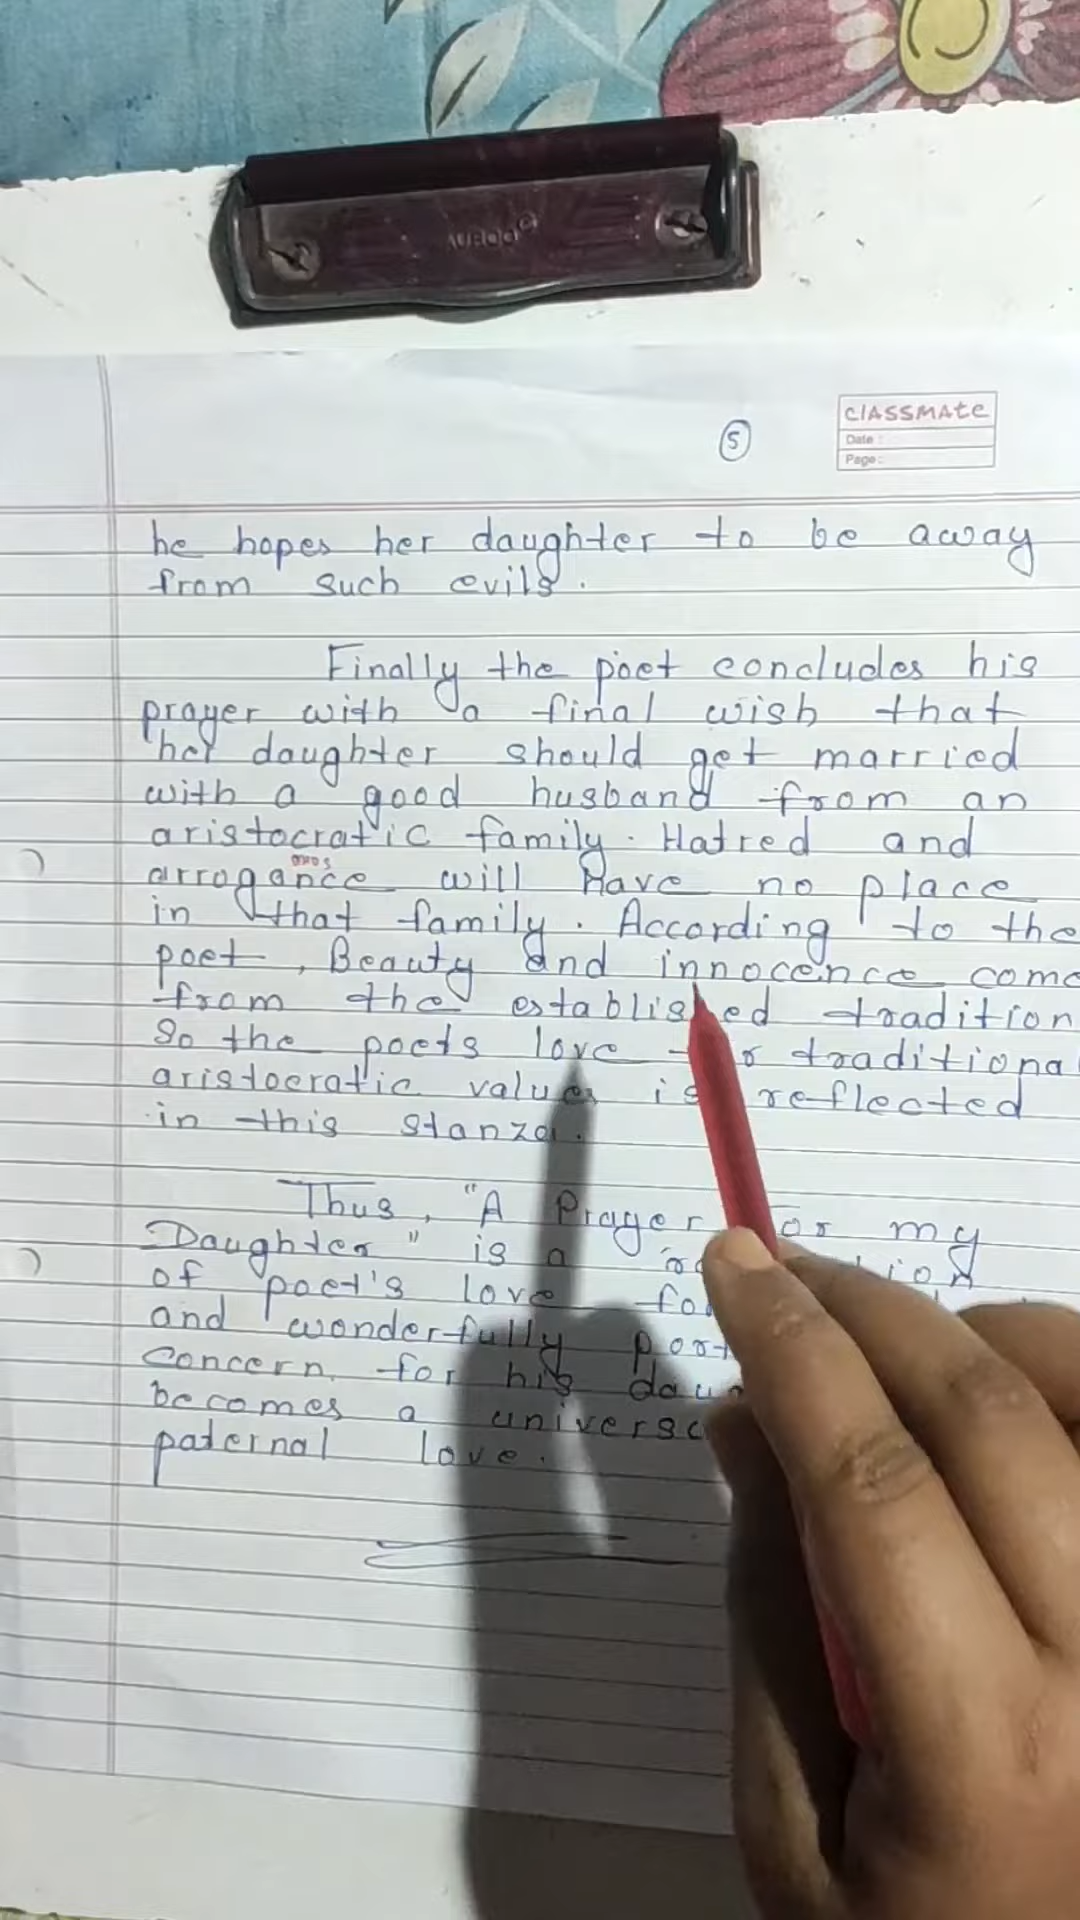 5
classmate
Date :
Page :
he hopes her daughter to be away
from such evils.
Finally the poet concludes his
prayer with a final wish that
her daughter should get married
with a good husband from an
aristocratic family. Hatred and
arrogance will have no place
in that family. According to the
poet, Beauty and innocence come
from the established tradition
So the poets love traditional
aristocratic values is reflected
in this stanza.
Thus, "A Prayer For my
Daughter" is a
of poet's love
and wonderfully
concern for his
becomes a
paternal love.